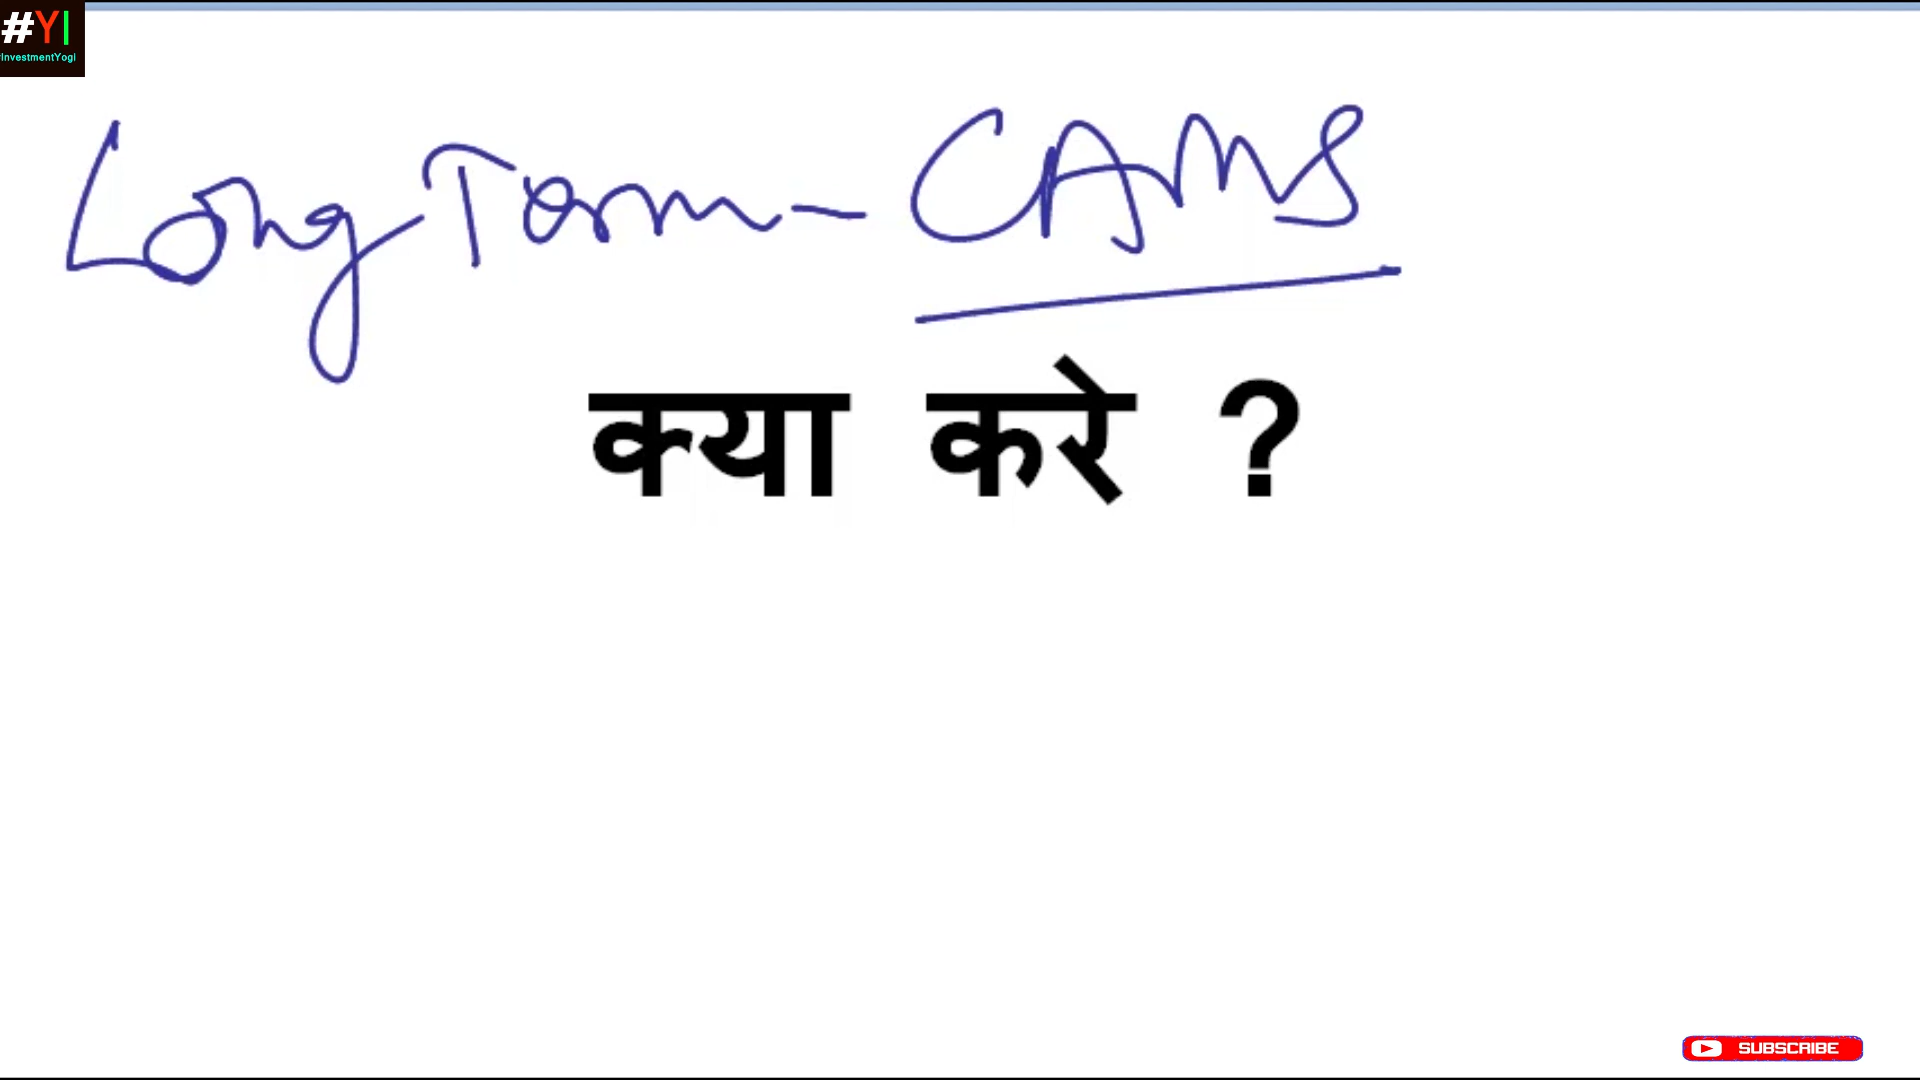 #YI
InvestmentYogi
Long Term - CAMS
क्या करे ?
SUBSCRIBE